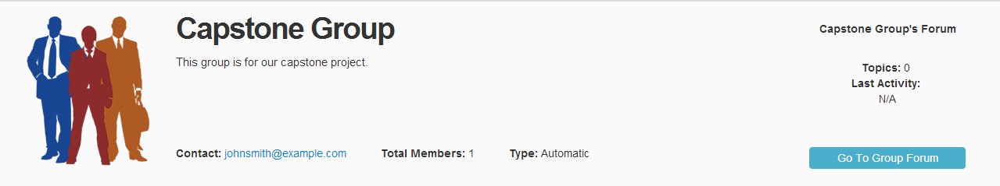 Capstone Group
This group is for our capstone project.
Contact: johnsmith@example.com Total Members: 1 Type: Automatic
Capstone Group's Forum
Topics: 0
Last Activity:
N/A
Go To Group Forum